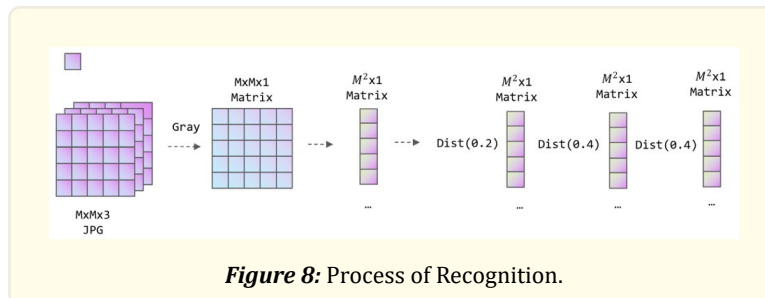 MxMx1
Matrix
M²x1
Matrix
M²x1
Matrix
M²x1
Matrix
M²x1
Matrix
Gray
Dist(0.2)
Dist(0.4)
Dist(0.4)
MxMx3
JPG
...
...
...
...
Figure 8: Process of Recognition.